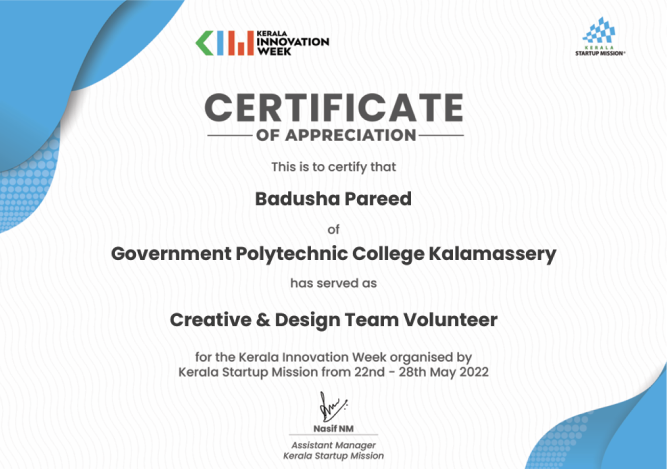 KERALA
INNOVATION
WEEK
KERALA
STARTUP MISSION
CERTIFICATE
OF APPRECIATION
This is to certify that
Badusha Pareed
of
Government Polytechnic College Kalamassery
has served as
Creative & Design Team Volunteer
for the Kerala Innovation Week organised by
Kerala Startup Mission from 22nd - 28th May 2022
Nasif NM
Assistant Manager
Kerala Startup Mission